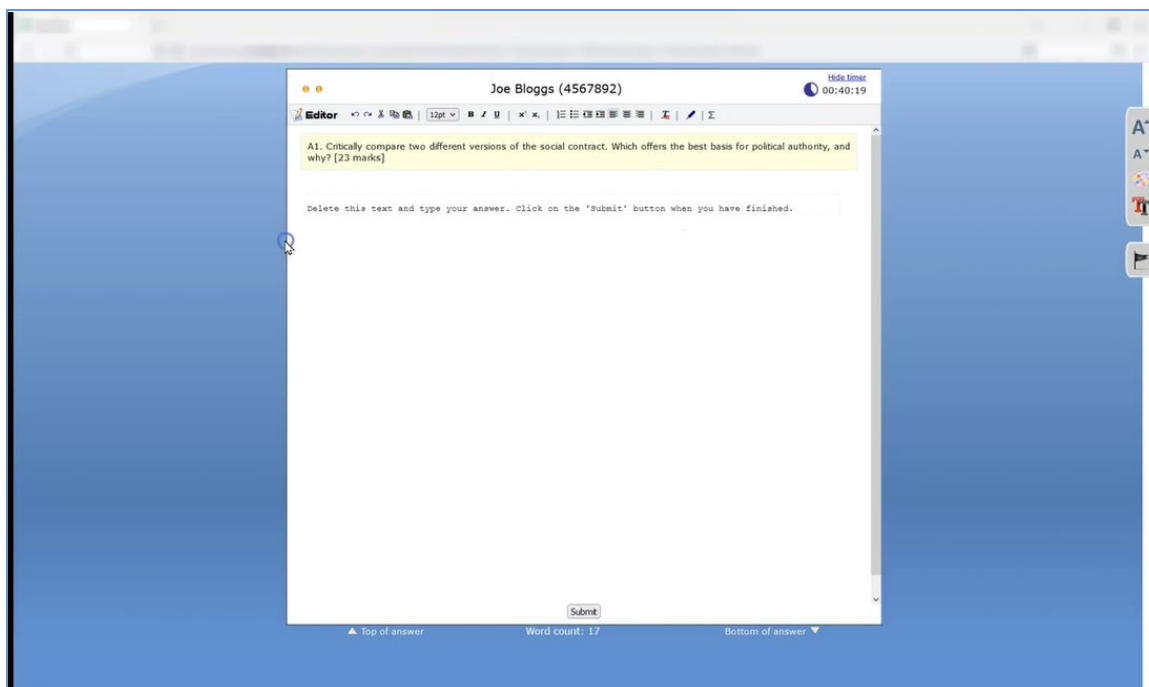 Joe Bloggs (4567892)
Hide timer
00:40:19
Editor
12pt
B I U
x² x₂
Σ
A1. Critically compare two different versions of the social contract. Which offers the best basis for political authority, and
why? [23 marks]
Delete this text and type your answer. Click on the 'Submit' button when you have finished.
Submit
Top of answer
Word count: 17
Bottom of answer
A
A
T